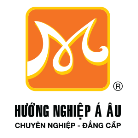 ®
HƯỚNG NGHIỆP Á ÂU
CHUYÊN NGHIỆP - ĐẲNG CẤP